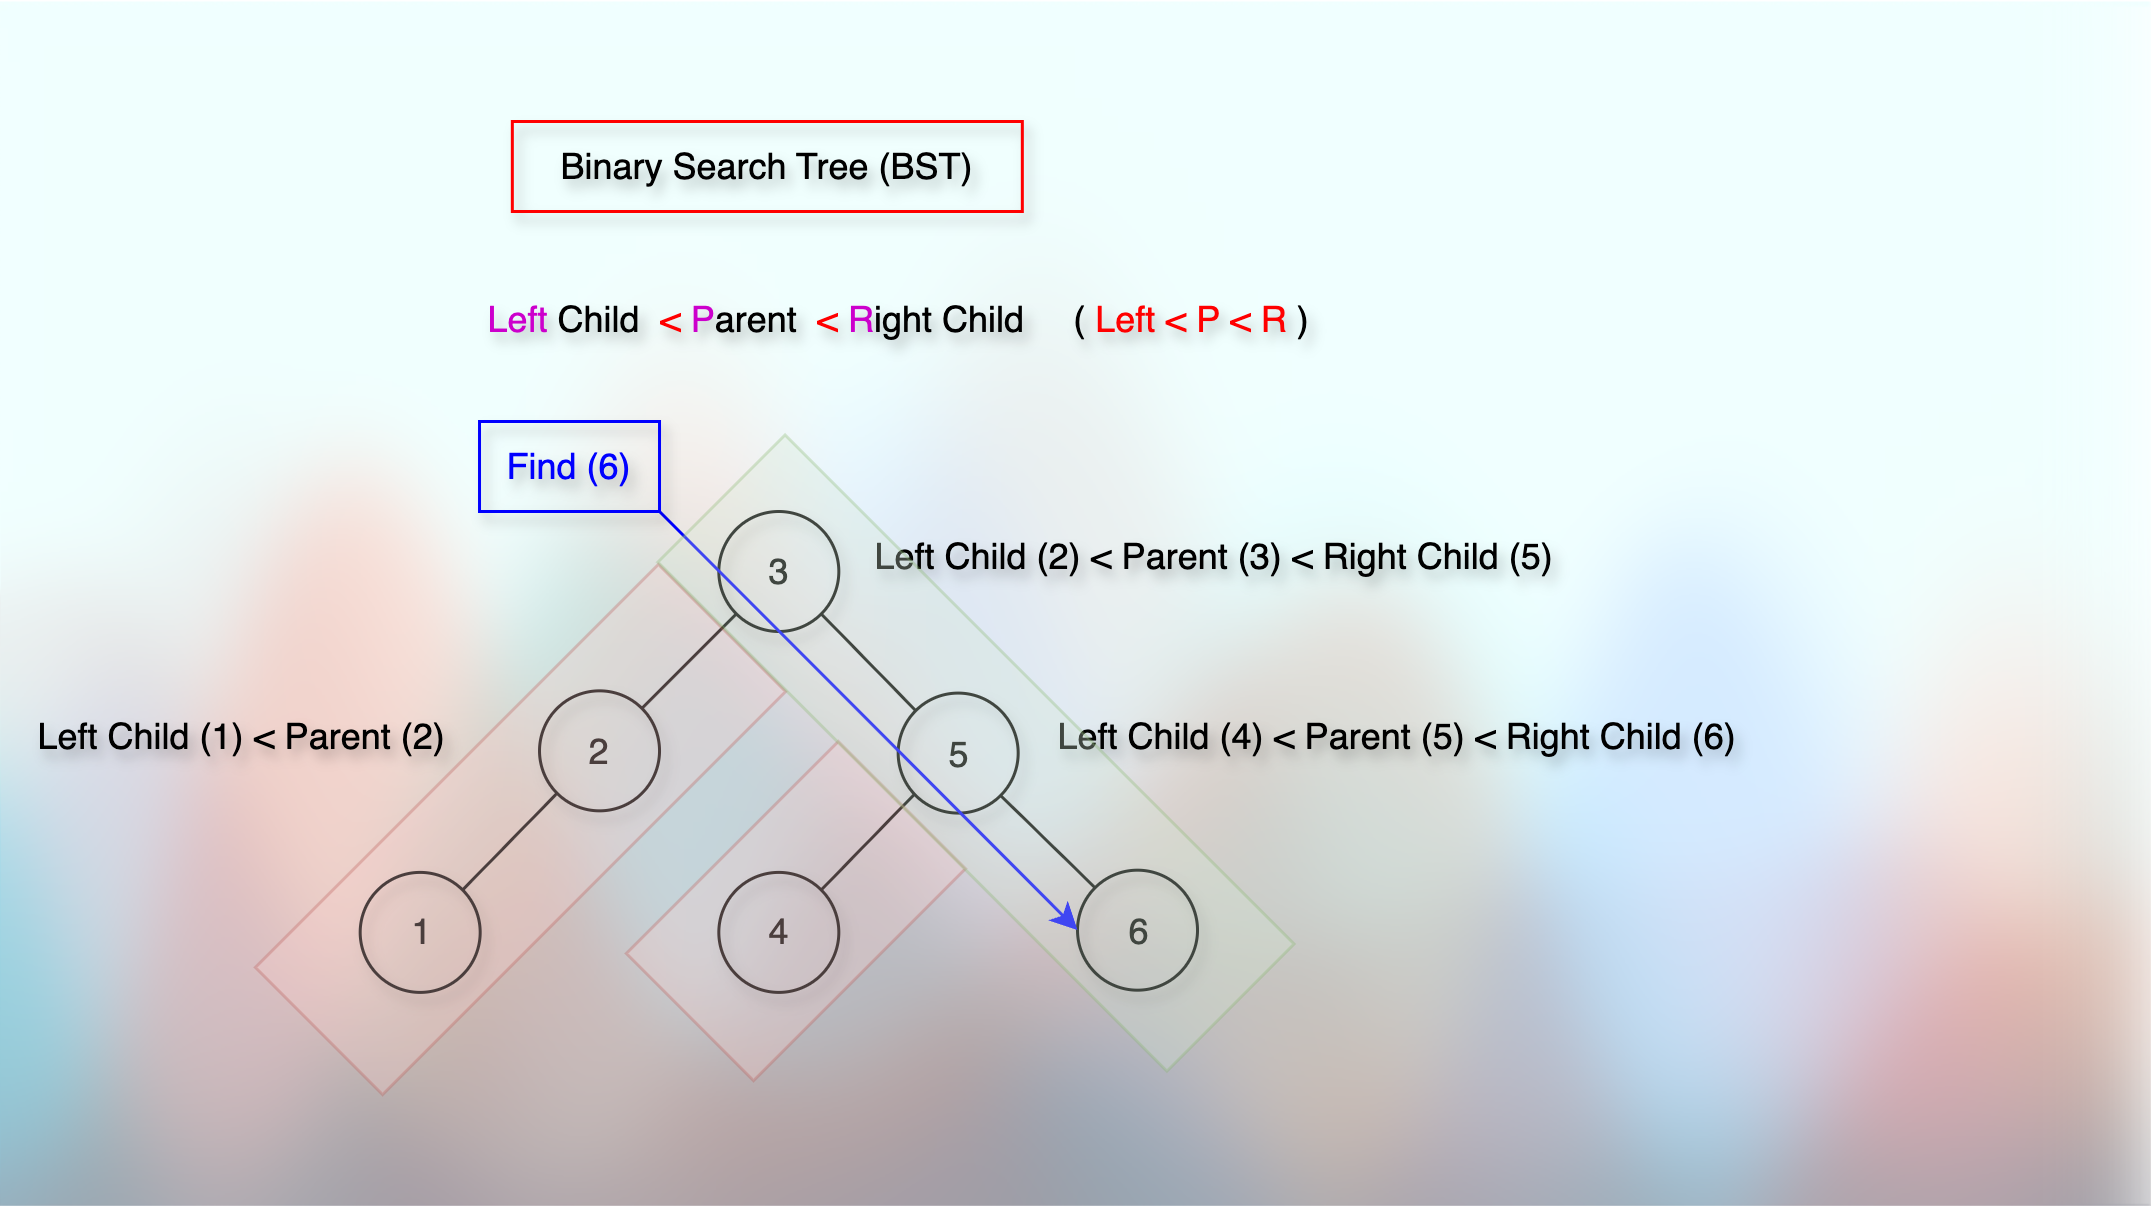 Binary Search Tree (BST)
Left Child < Parent < Right Child ( Left < P < R )
Find (6)
3
Left Child (2) < Parent (3) < Right Child (5)
Left Child (1) < Parent (2)
2
5
Left Child (4) < Parent (5) < Right Child (6)
1
4
6